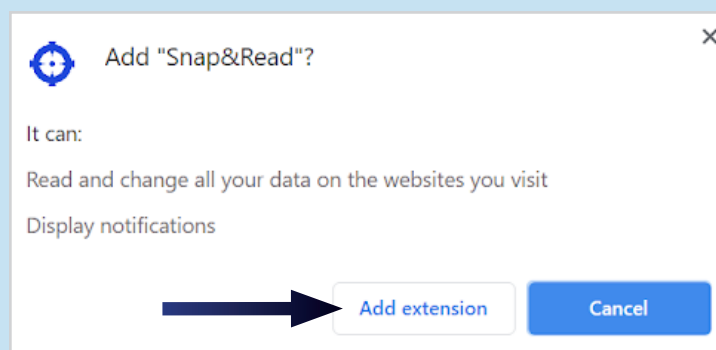 Add "Snap&Read"?
It can:
Read and change all your data on the websites you visit
Display notifications
Add extension
Cancel